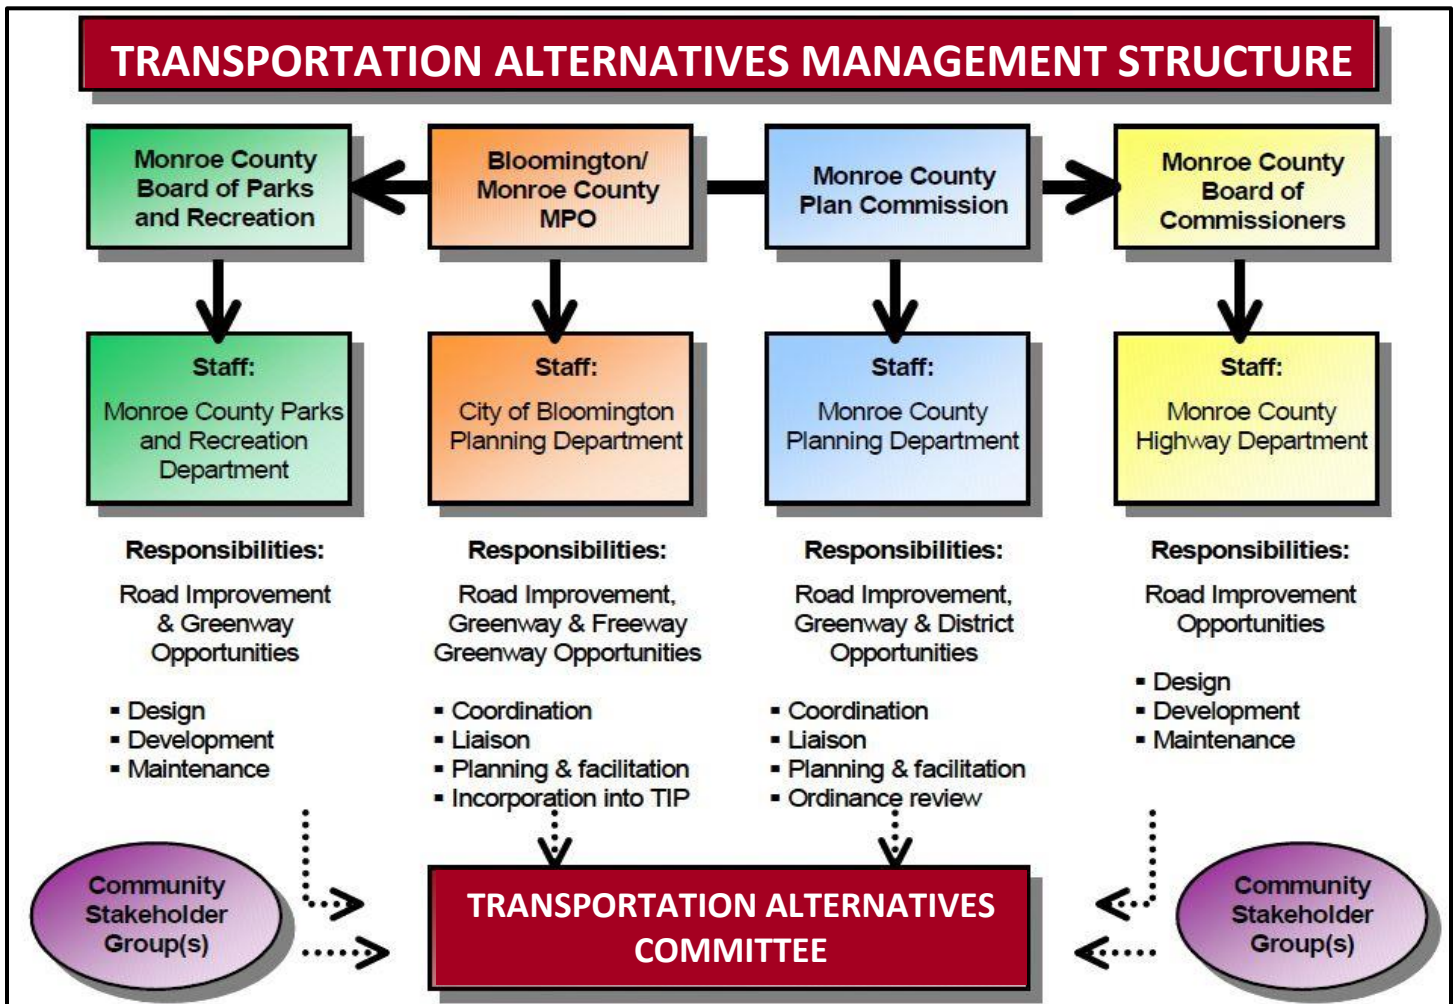 TRANSPORTATION ALTERNATIVES MANAGEMENT STRUCTURE
Monroe County
Board of Parks
and Recreation
Bloomington/
Monroe County
MPO
Monroe County
Plan Commission
Monroe County
Board of
Commissioners
Staff:
Monroe County Parks
and Recreation
Department
Staff:
City of Bloomington
Planning Department
Staff:
Monroe County
Planning Department
Staff:
Monroe County
Highway Department
Responsibilities:
Road Improvement
& Greenway
Opportunities
▪ Design
▪ Development
▪ Maintenance
Responsibilities:
Road Improvement,
Greenway & Freeway
Greenway Opportunities
▪ Coordination
▪ Liaison
▪ Planning & facilitation
▪ Incorporation into TIP
Responsibilities:
Road Improvement,
Greenway & District
Opportunities
▪ Coordination
▪ Liaison
▪ Planning & facilitation
▪ Ordinance review
Responsibilities:
Road Improvement
Opportunities
▪ Design
▪ Development
▪ Maintenance
Community
Stakeholder
Group(s)
TRANSPORTATION ALTERNATIVES
COMMITTEE
Community
Stakeholder
Group(s)